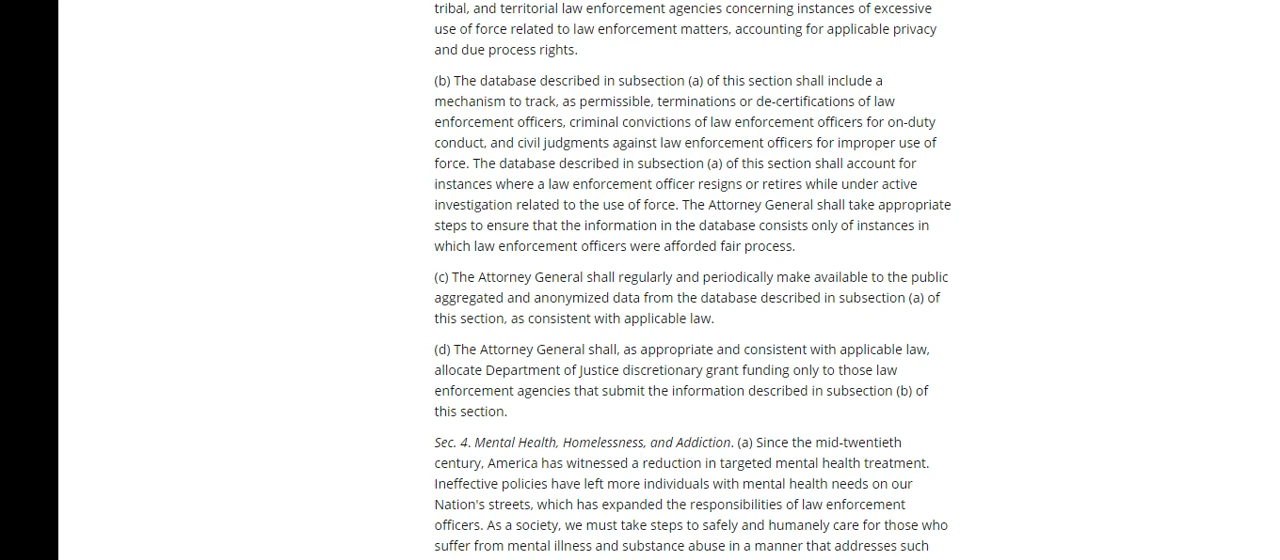 tribal, and territorial law enforcement agencies concerning instances of excessive
use of force related to law enforcement matters, accounting for applicable privacy
and due process rights.
(b) The database described in subsection (a) of this section shall include a
mechanism to track, as permissible, terminations or de-certifications of law
enforcement officers, criminal convictions of law enforcement officers for on-duty
conduct, and civil judgments against law enforcement officers for improper use of
force. The database described in subsection (a) of this section shall account for
instances where a law enforcement officer resigns or retires while under active
investigation related to the use of force. The Attorney General shall take appropriate
steps to ensure that the information in the database consists only of instances in
which law enforcement officers were afforded fair process.
(c) The Attorney General shall regularly and periodically make available to the public
aggregated and anonymized data from the database described in subsection (a) of
this section, as consistent with applicable law.
(d) The Attorney General shall, as appropriate and consistent with applicable law,
allocate Department of Justice discretionary grant funding only to those law
enforcement agencies that submit the information described in subsection (b) of
this section.
Sec. 4. Mental Health, Homelessness, and Addiction. (a) Since the mid-twentieth
century, America has witnessed a reduction in targeted mental health treatment.
Ineffective policies have left more individuals with mental health needs on our
Nation's streets, which has expanded the responsibilities of law enforcement
officers. As a society, we must take steps to safely and humanely care for those who
suffer from mental illness and substance abuse in a manner that addresses such